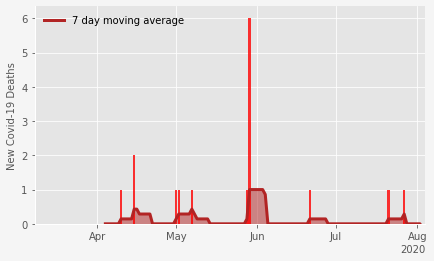 6
5
4
3
2
1
0
New Covid-19 Deaths
7 day moving average
Apr
May
Jun
Jul
Aug
2020